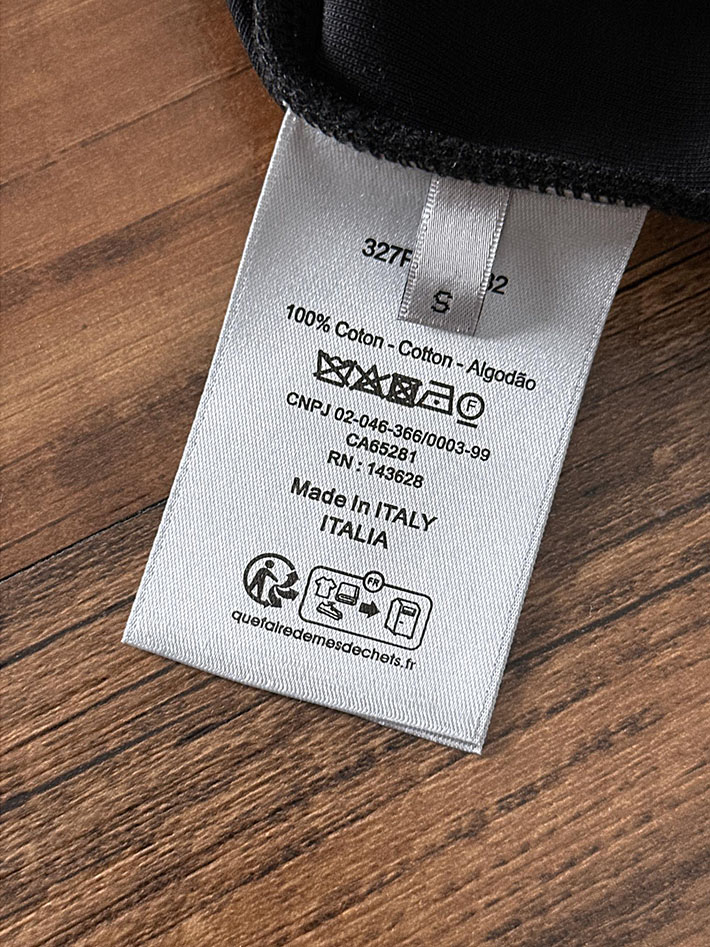 327F 32
S
100% Coton - Cotton - Algodão
F
CNPJ 02-046-366/0003-99
CA65281
RN : 143628
Made In ITALY
ITALIA
FR
quefairedemesdechets.fr